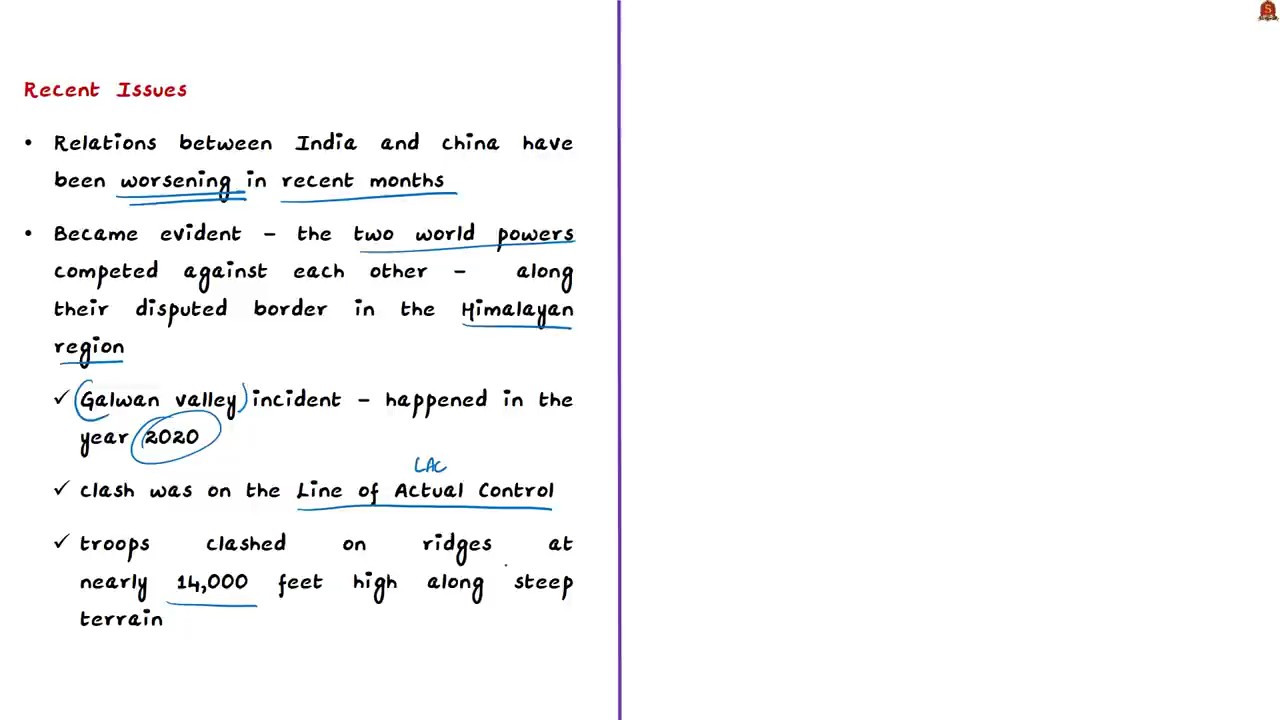 Recent Issues
• Relations between India and china have
been worsening in recent months
• Became evident – the two world powers
competed against each other – along
their disputed border in the Himalayan
region
✓ Galwan valley incident – happened in the
year 2020
LAC
✓ clash was on the Line of Actual Control
✓ troops clashed on ridges at
nearly 14,000 feet high along steep
terrain